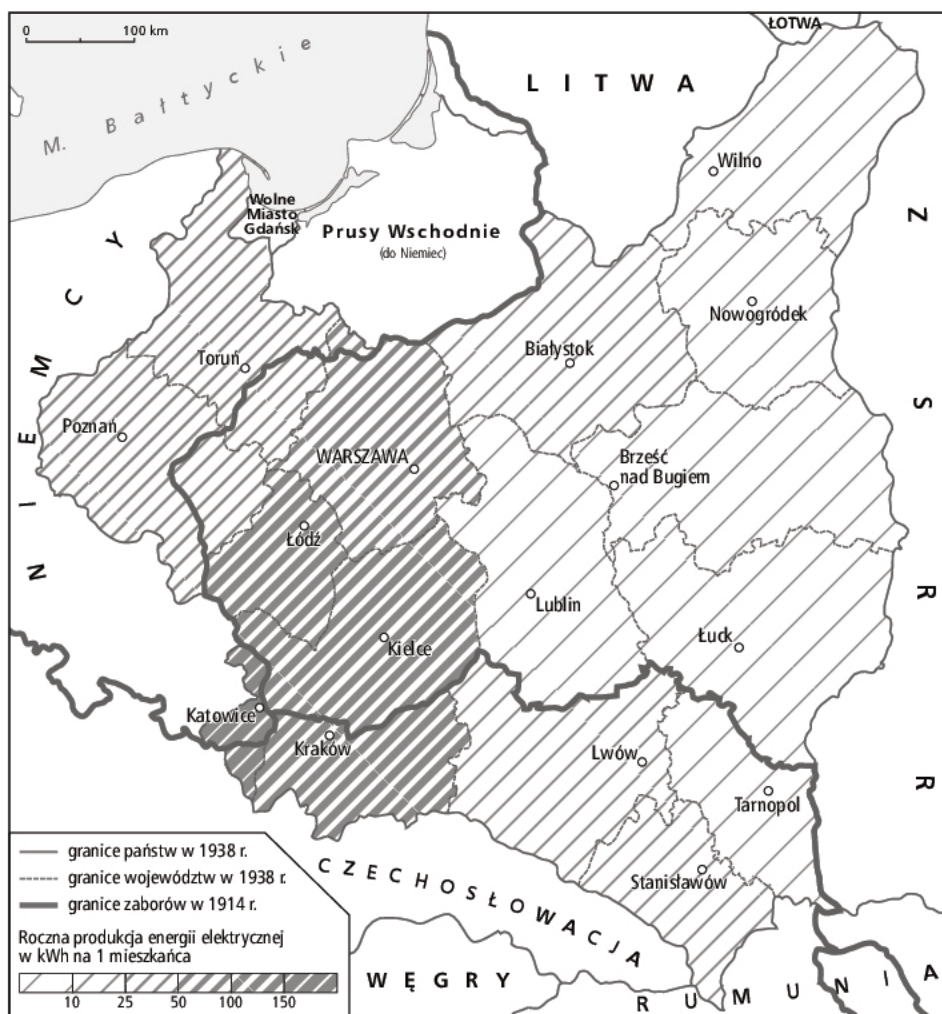 0 100 km
ŁOTWA
LITWA
M. Bałtyckie
Wilno
Wolne
Miasto
Gdańsk
Prusy Wschodnie
(do Niemiec)
NIEMCY
ZSRR
Nowogródek
Białystok
Toruń
Poznań
WARSZAWA
Brześć
nad Bugiem
Łódź
Lublin
Kielce
Łuck
Katowice
Kraków
Lwów
Tarnopol
Stanisławów
CZECHOSŁOWACJA
WĘGRY
RUMUNIA
granice państw w 1938 r.
granice województw w 1938 r.
granice zaborów w 1914 r.
Roczna produkcja energii elektrycznej
w kWh na 1 mieszkańca
10 25 50 100 150